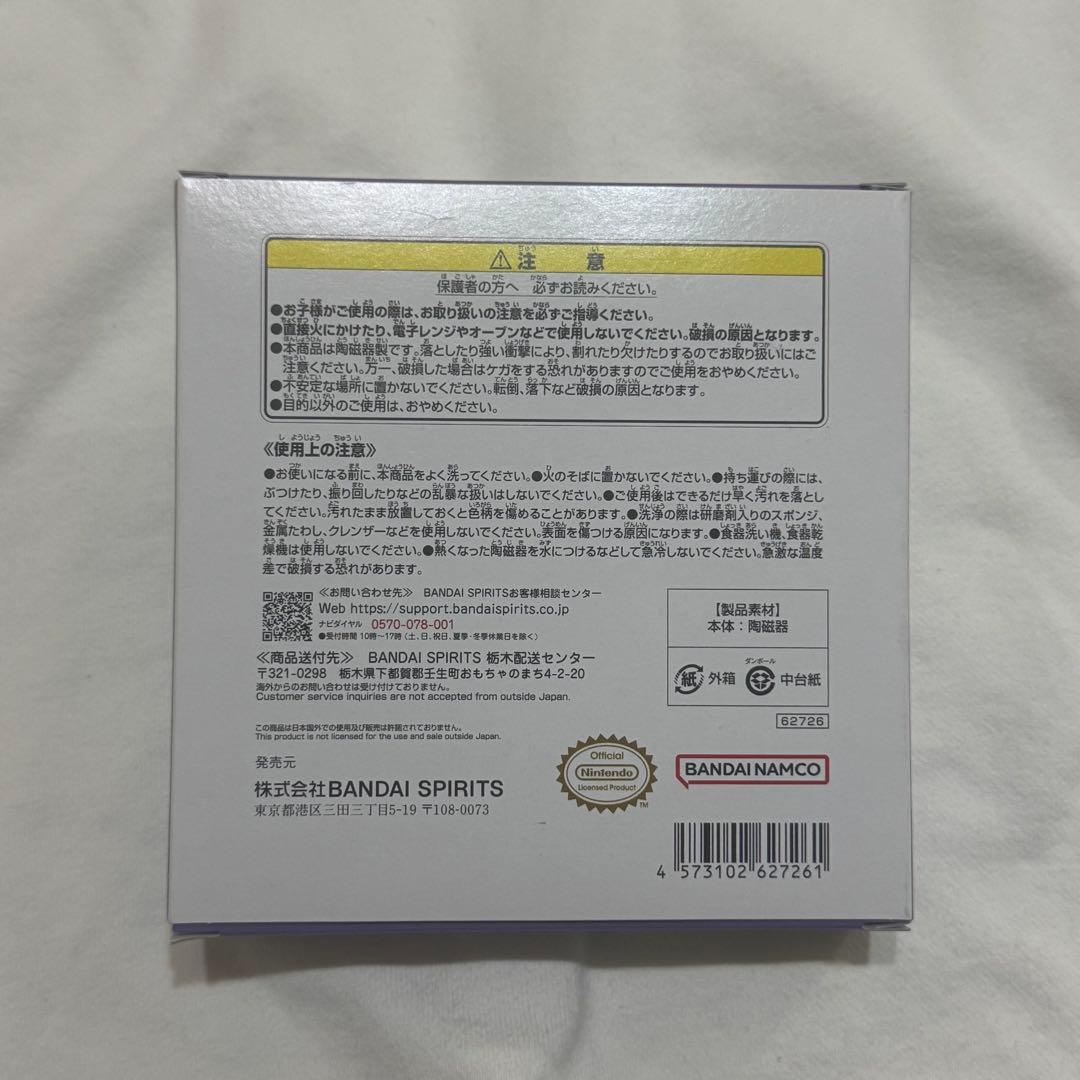 ⚠注 意
保護者の方へ 必ずお読みください。
●お子様がご使用の際は、お取り扱いの注意を必ずご指導ください。
●直接火にかけたり、電子レンジやオーブンなどで使用しないでください。破損の原因となります。
●本商品は陶磁器製です。落としたり強い衝撃により、割れたり欠けたりするのでお取り扱いにはご
注意ください。万一、破損した場合はケガをする恐れがありますのでご使用をおやめください。
●不安定な場所に置かないでください。転倒、落下など破損の原因となります。
●目的以外のご使用は、おやめください。
《使用上の注意》
●お使いになる前に、本商品をよく洗ってください。●火のそばに置かないでください。●持ち運びの際には、
ぶつけたり、振り回したりなどの乱暴な扱いはしないでください。●ご使用後はできるだけ早く汚れを落とし
てください。汚れたまま放置しておくと色柄を傷めることがあります。●洗浄の際は研磨剤入りのスポンジ、
金属たわし、クレンザーなどを使用しないでください。表面を傷つける原因になります。●食器洗い機、食器乾
燥機は使用しないでください。●熱くなった陶磁器を水につけるなどして急冷しないでください。急激な温度
差で破損する恐れがあります。
≪お問い合わせ先≫ BANDAI SPIRITSお客様相談センター
Web https://support.bandaispirits.co.jp
ナビダイヤル 0570-078-001
●受付時間 10時〜17時(土、日、祝日、夏季・冬季休業日を除く)
≪商品送付先≫ BANDAI SPIRITS 栃木配送センター
〒321-0298 栃木県下都賀郡壬生町おもちゃのまち4-2-20
海外からのお問い合わせは受け付けておりません。
Customer service inquiries are not accepted from outside Japan.
【製品素材】
本体：陶磁器
紙 外箱 ダンボール 中台紙
62726
この商品は日本国外での使用及び販売は許諾されておりません。
This product is not licensed for the use and sale outside Japan.
発売元
株式会社BANDAI SPIRITS
東京都港区三田三丁目5-19 〒108-0073
Official
Nintendo
Licensed Product
TM
BANDAI NAMCO
4 573102 627261